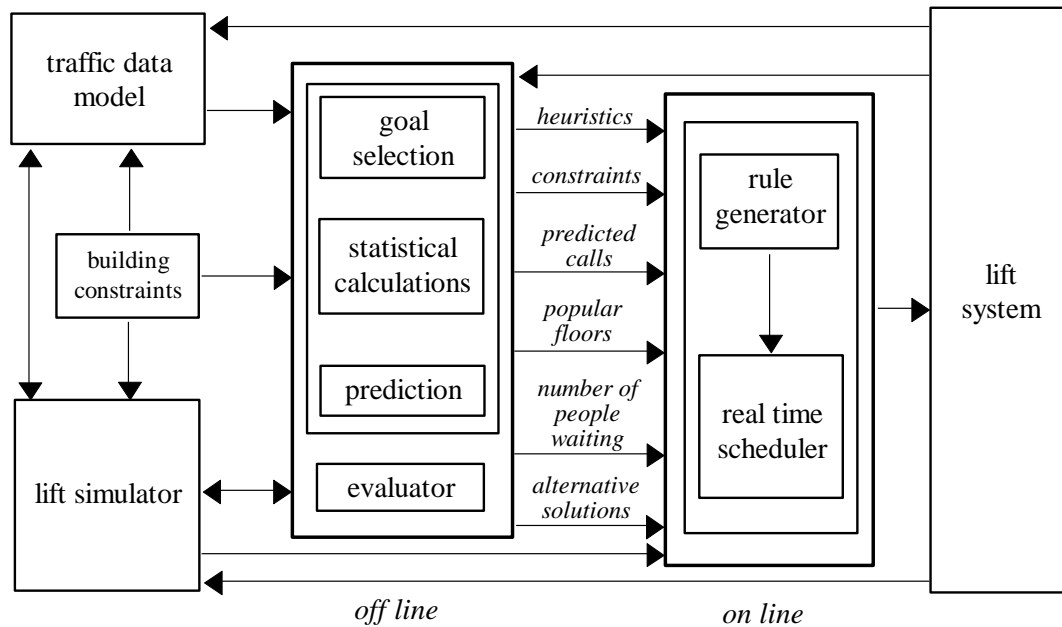 traffic data
model
building
constraints
lift simulator
goal
selection
statistical
calculations
prediction
evaluator
heuristics
constraints
predicted
calls
popular
floors
number of
people
waiting
alternative
solutions
rule
generator
real time
scheduler
lift
system
off line
on line